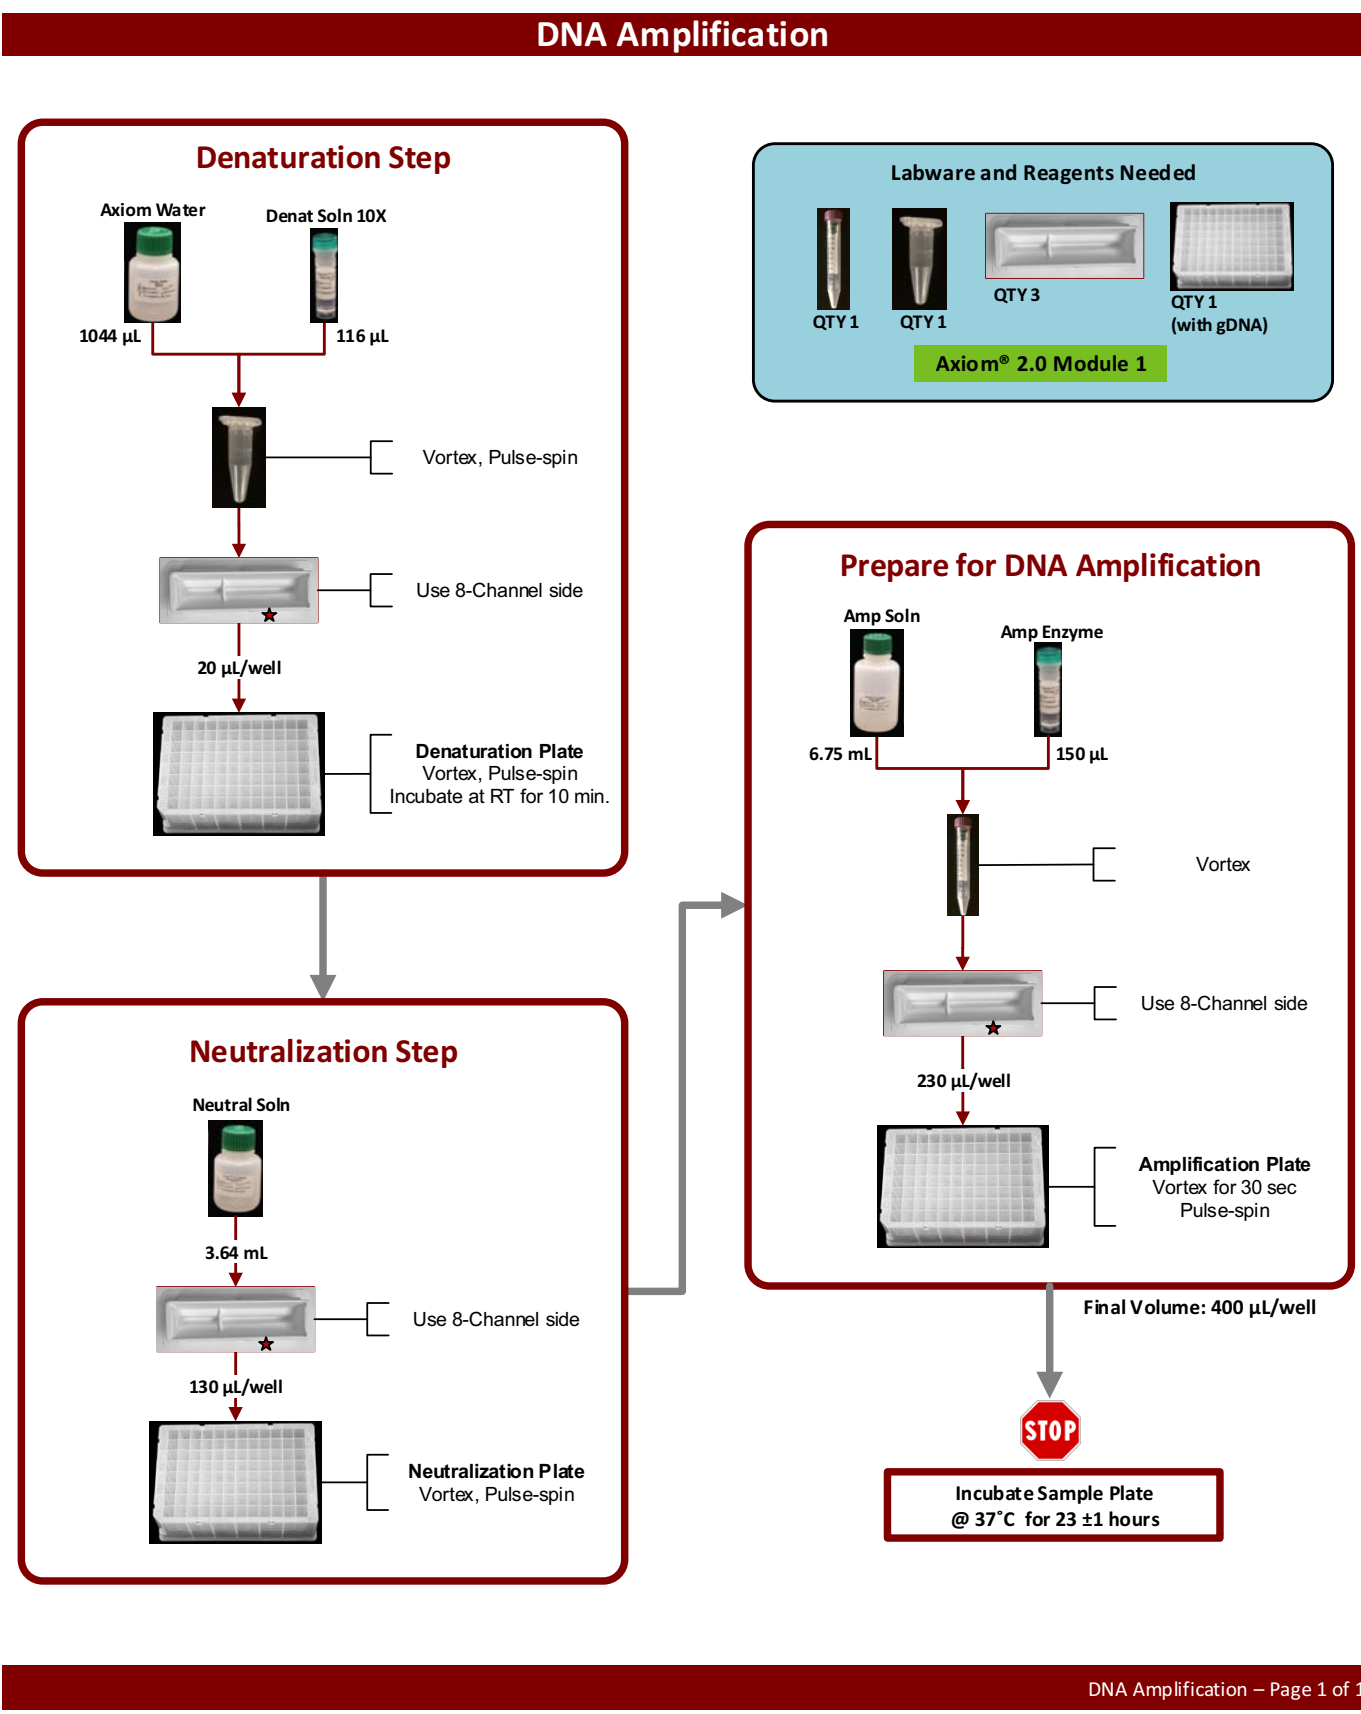 DNA Amplification
Denaturation Step
Axiom Water
Denat Soln 10X
1044 µL
116 µL
Vortex, Pulse-spin
Use 8-Channel side
20 µL/well
Denaturation Plate
Vortex, Pulse-spin
Incubate at RT for 10 min.
Neutralization Step
Neutral Soln
3.64 mL
Use 8-Channel side
130 µL/well
Neutralization Plate
Vortex, Pulse-spin
Labware and Reagents Needed
QTY 1
QTY 1
QTY 3
QTY 1
(with gDNA)
Axiom® 2.0 Module 1
Prepare for DNA Amplification
Amp Soln
Amp Enzyme
6.75 mL
150 µL
Vortex
Use 8-Channel side
230 µL/well
Amplification Plate
Vortex for 30 sec
Pulse-spin
Final Volume: 400 µL/well
STOP
Incubate Sample Plate
@ 37˚C for 23 ±1 hours
DNA Amplification – Page 1 of 1